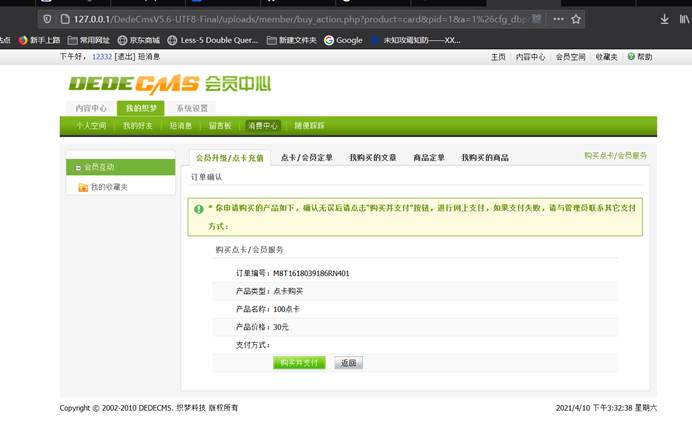 127.0.0.1/DedeCmsV5.6-UTF8-Final/uploads/member/buy_action.php?product=card&pid=1&a=1%26cfg_dbp
新手上路 常用网址 京东商城 Less-5 Double Quer... 新建文件夹 Google 未知攻焉知防——XX...
下午好，12332 [退出] 短消息
主页 内容中心 会员空间 收藏夹 帮助
DEDECMS 会员中心
内容中心 我的织梦 系统设置
个人空间 我的好友 短消息 留言板 消费中心 随便踩踩
会员互动
我的收藏夹
会员升级/点卡充值 点卡/会员定单 我购买的文章 商品定单 我购买的商品 购买点卡/会员服务
订单确认
* 你申请购买的产品如下，确认无误后请点击"购买并支付"按钮，进行网上支付，如果支付失败，请与管理员联系其它支付
方式：
购买点卡/会员服务
订单编号：M8T1618039186RN401
产品类型：点卡购买
产品名称：100点卡
产品价格：30元
支付方式：
购买并支付 返回
Copyright © 2002-2010 DEDECMS. 织梦科技 版权所有
2021/4/10 下午3:32:38 星期六